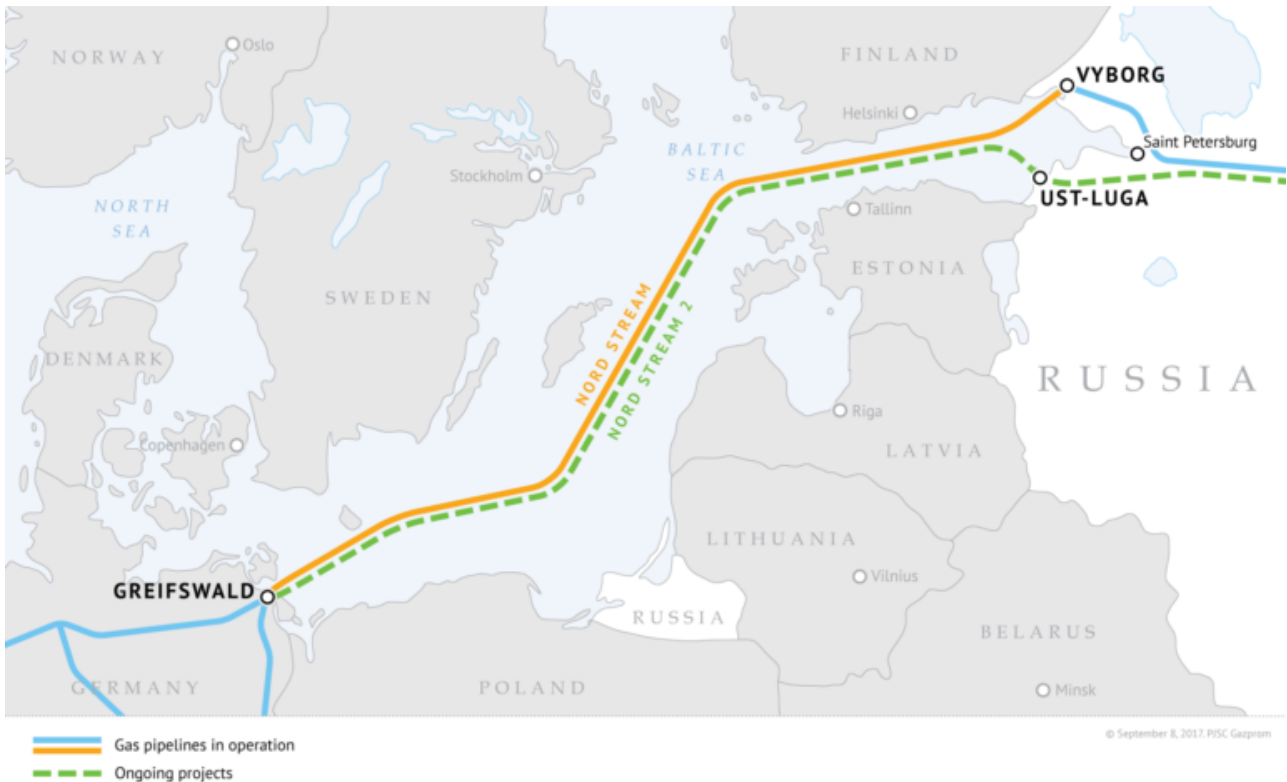 NORWAY
Oslo
FINLAND
VYBORG
Helsinki
Saint Petersburg
BALTIC
SEA
Stockholm
UST-LUGA
NORTH
SEA
Tallinn
ESTONIA
SWEDEN
NORD STREAM
NORD STREAM 2
DENMARK
RUSSIA
Riga
Copenhagen
LATVIA
LITHUANIA
GREIFSWALD
Vilnius
RUSSIA
BELARUS
GERMANY
POLAND
Minsk
Gas pipelines in operation
© September 8, 2017. PJSC Gazprom
Ongoing projects